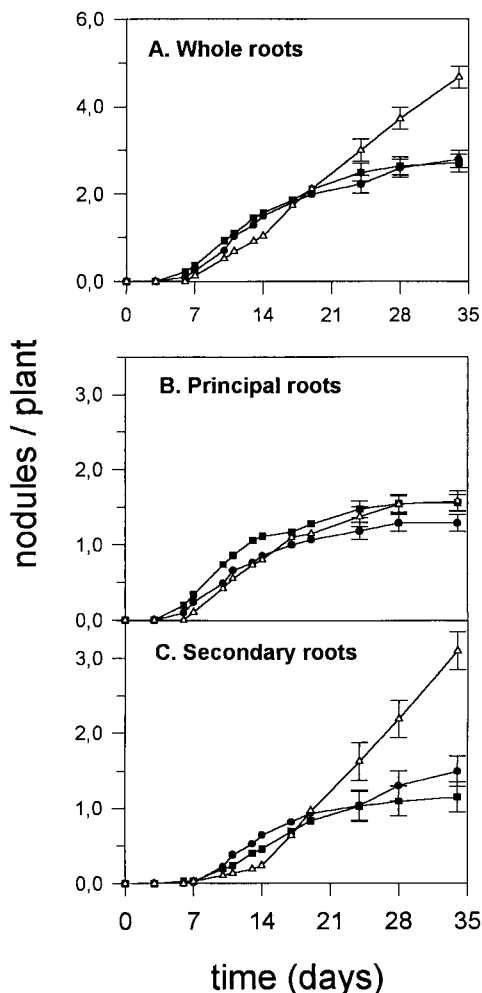 6,0
A. Whole roots
4,0
2,0
0,0
0 7 14 21 28 35
B. Principal roots
3,0
2,0
1,0
0,0
C. Secondary roots
3,0
2,0
1,0
0,0
0 7 14 21 28 35
nodules / plant
time (days)